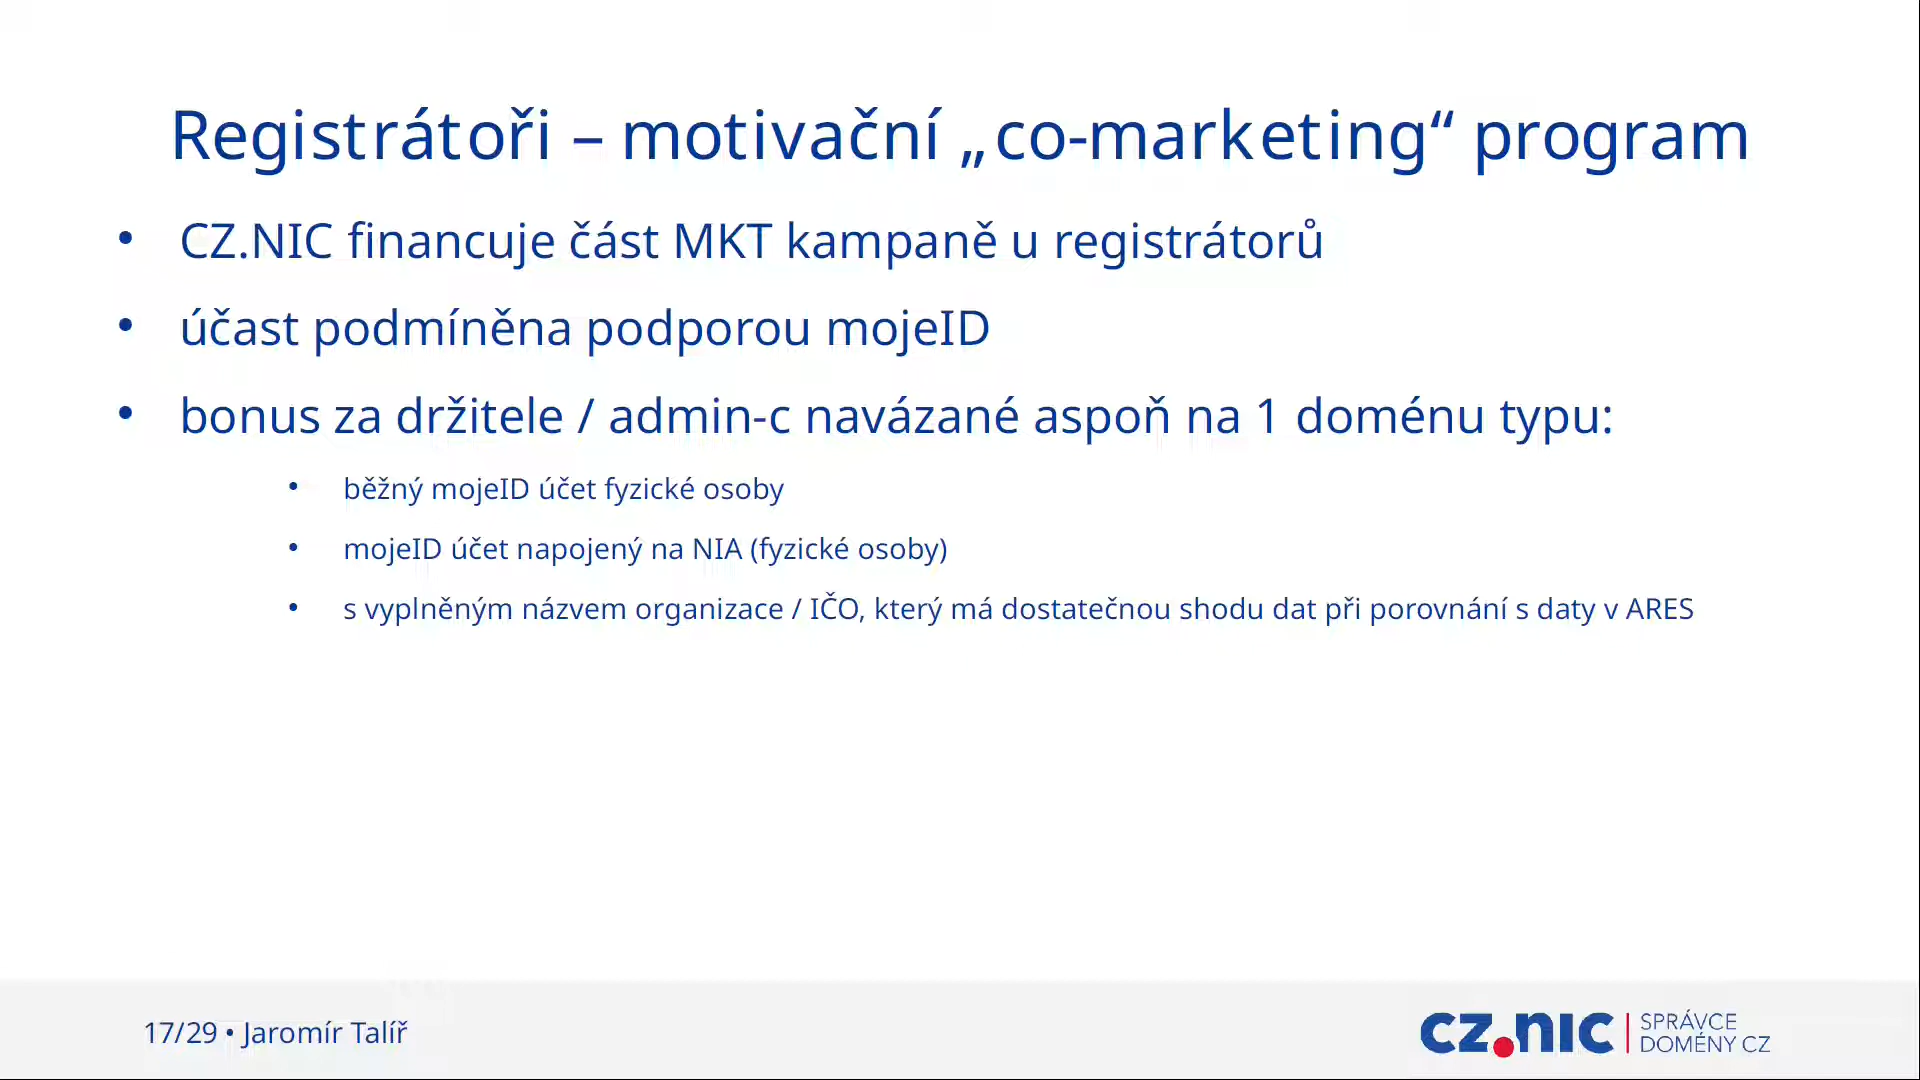 Registrátoři – motivační „co-marketing“ program
• CZ.NIC financuje část MKT kampaně u registrátorů
• účast podmíněna podporou mojeID
• bonus za držitele / admin-c navázané aspoň na 1 doménu typu:
• běžný mojeID účet fyzické osoby
• mojeID účet napojený na NIA (fyzické osoby)
• s vyplněným názvem organizace / IČO, který má dostatečnou shodu dat při porovnání s daty v ARES
17/29 • Jaromír Talíř
cz.nic
SPRÁVCE
DOMÉNY CZ